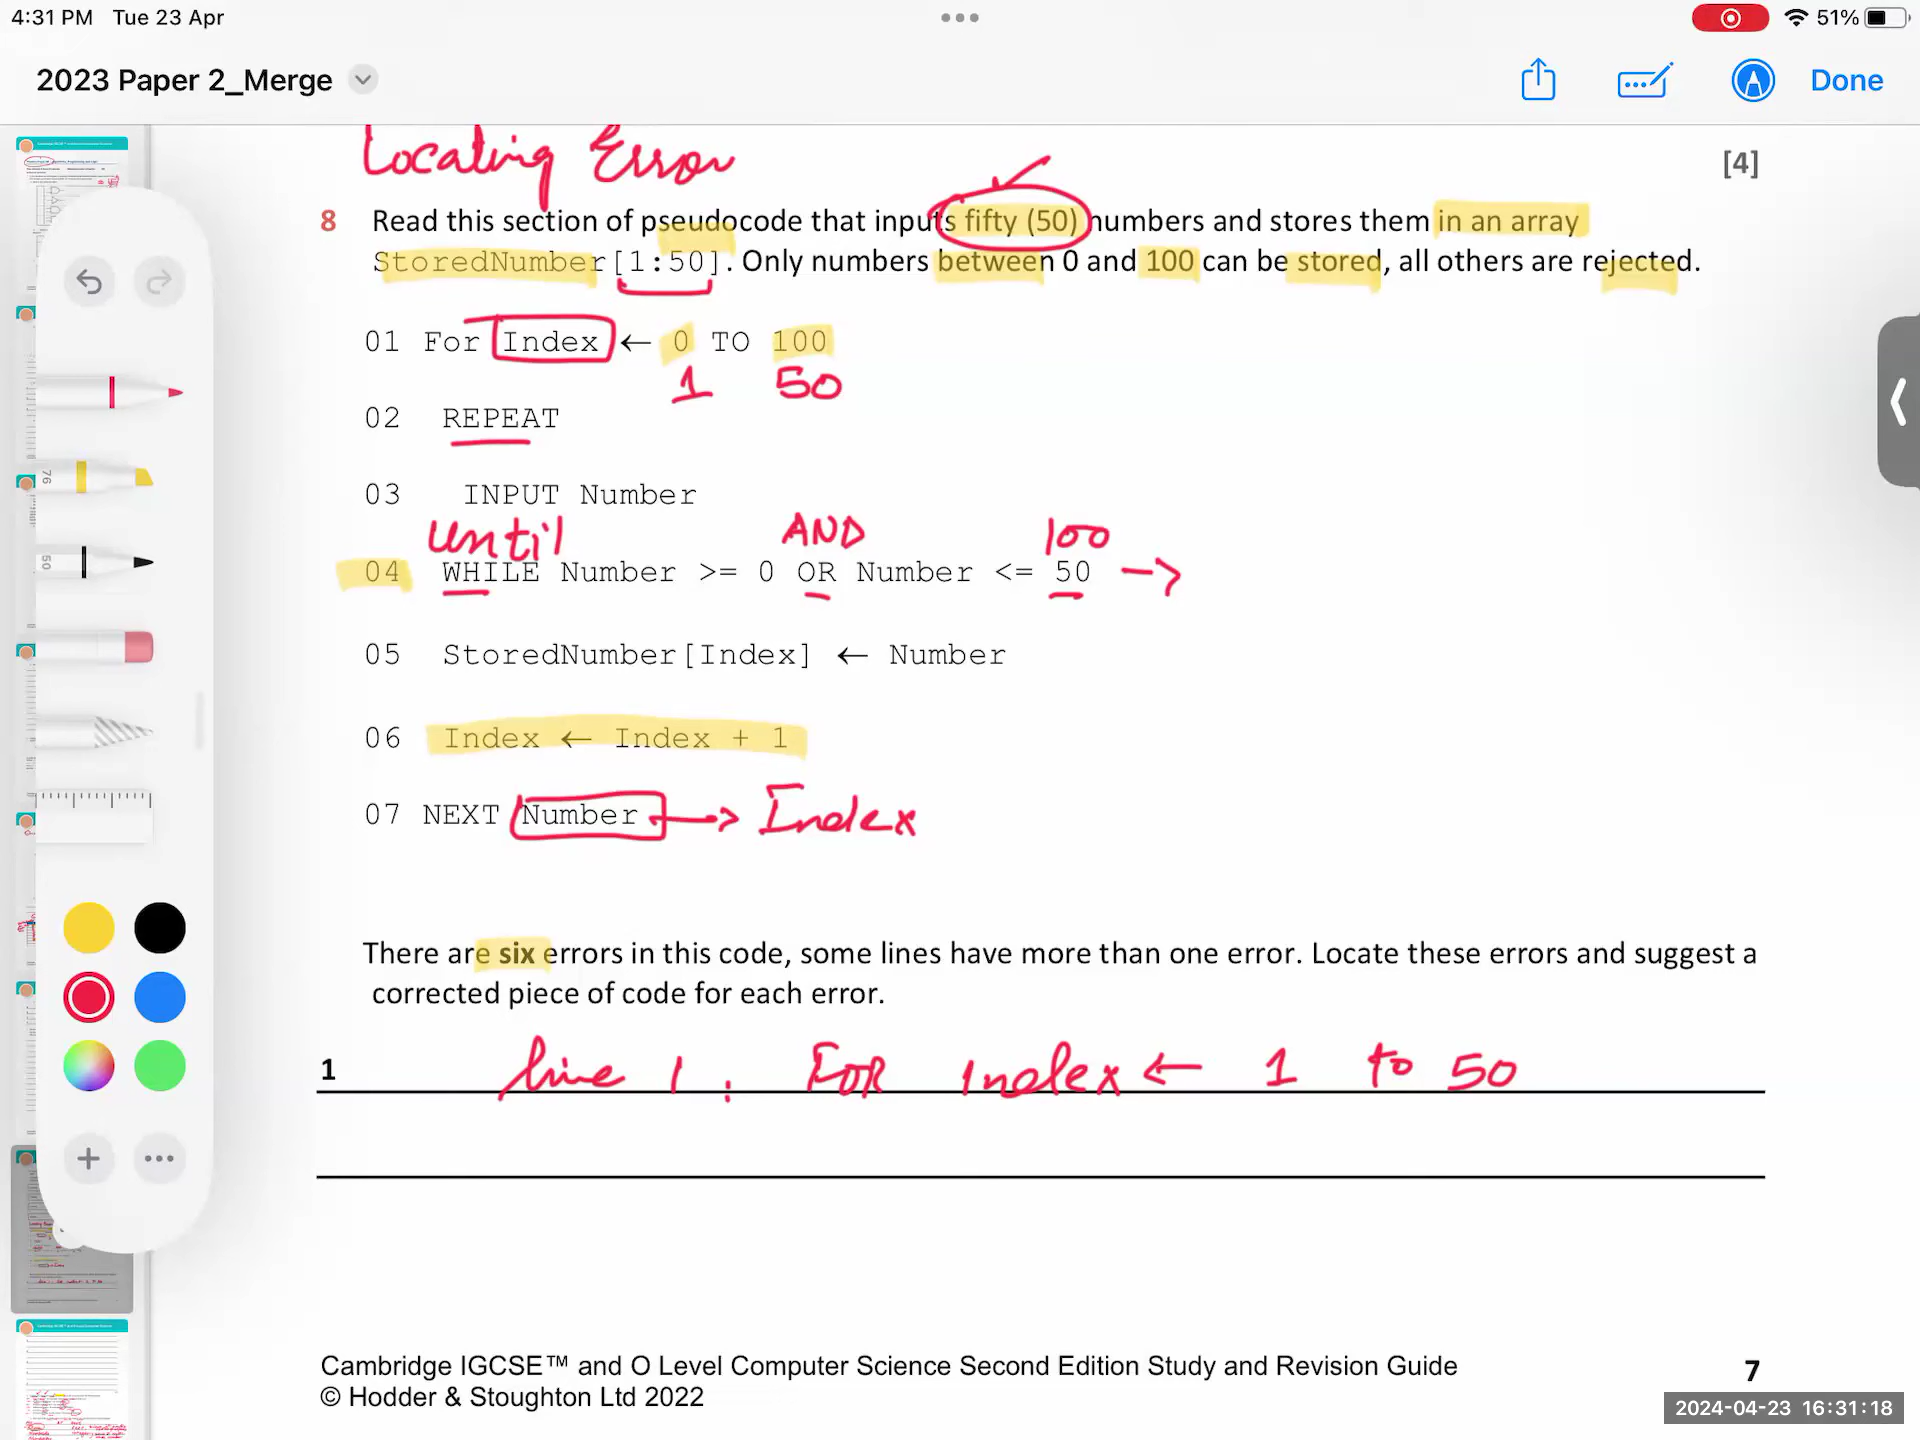 4:31 PM Tue 23 Apr
51%
2023 Paper 2_Merge
Done
Locating Error
[4]
8 Read this section of pseudocode that inputs fifty (50) numbers and stores them in an array
StoredNumber[1:50]. Only numbers between 0 and 100 can be stored, all others are rejected.
01 For Index ← 0 TO 100
1 50
02 REPEAT
03 INPUT Number
until AND 100
04 WHILE Number >= 0 OR Number <= 50 →
05 StoredNumber[Index] ← Number
06 Index ← Index + 1
07 NEXT Number → Index
There are six errors in this code, some lines have more than one error. Locate these errors and suggest a
corrected piece of code for each error.
1 line 1 : FOR Index ← 1 to 50
Cambridge IGCSE™ and O Level Computer Science Second Edition Study and Revision Guide
7
© Hodder & Stoughton Ltd 2022
2024-04-23 16:31:18
76
50